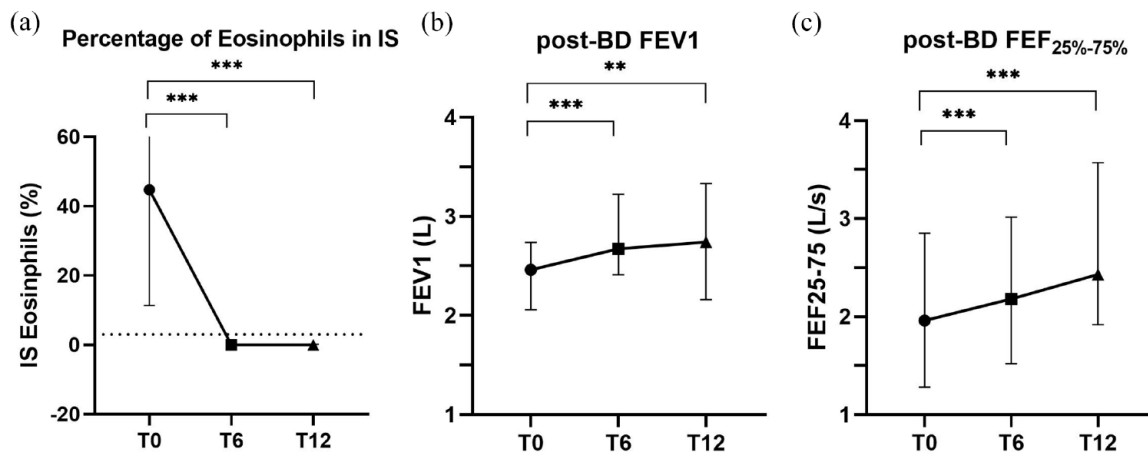 (a)
Percentage of Eosinophils in IS
***
***
60
40
20
0
-20
IS Eosinphils (%)
T0 T6 T12
(b)
post-BD FEV1
**
***
4
3
2
1
FEV1 (L)
T0 T6 T12
(c)
post-BD FEF25%-75%
***
***
4
3
2
1
FEF25-75 (L/s)
T0 T6 T12